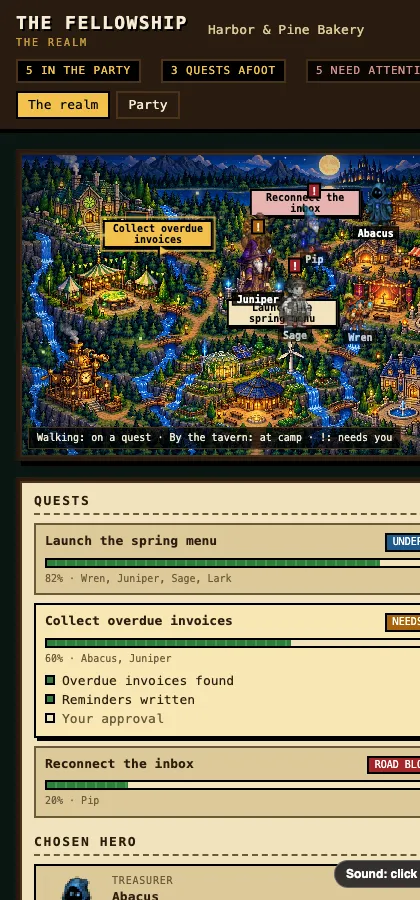 THE FELLOWSHIP
THE REALM
Harbor & Pine Bakery
5 IN THE PARTY
3 QUESTS AFOOT
5 NEED ATTENTI
The realm
Party
Reconnect the
inbox
Collect overdue
invoices
Abacus
Pip
Juniper
spring menu
Sage
Wren
Walking: on a quest · By the tavern: at camp · !: needs you
QUESTS
Launch the spring menu
UNDER
82% · Wren, Juniper, Sage, Lark
Collect overdue invoices
NEEDS
60% · Abacus, Juniper
Overdue invoices found
Reminders written
Your approval
Reconnect the inbox
ROAD BLO
20% · Pip
CHOSEN HERO
TREASURER
Abacus
Sound: click